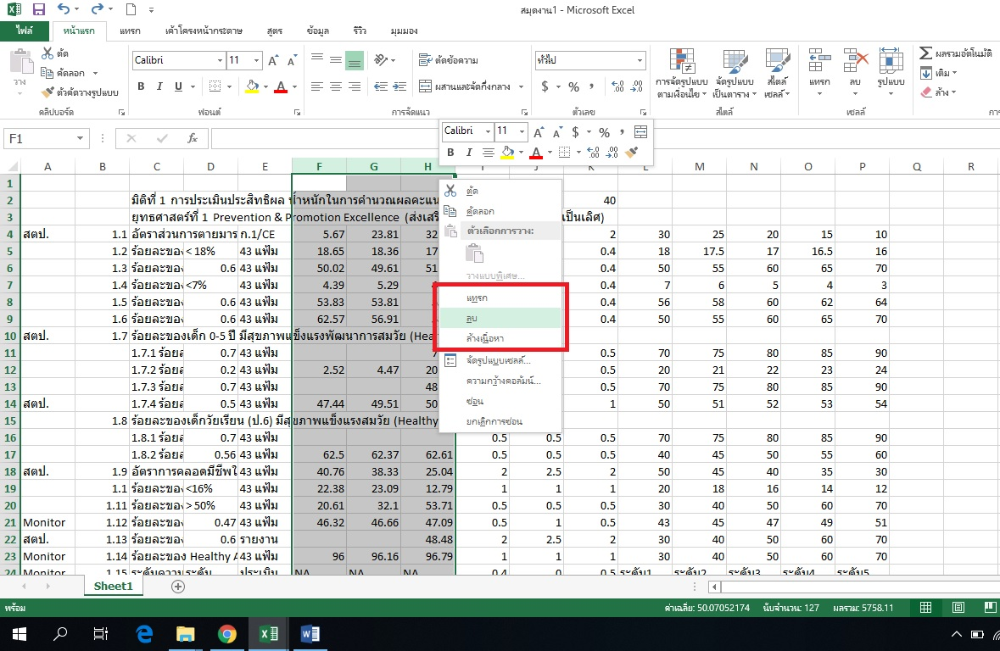 สมุดงาน1 - Microsoft Excel
ไฟล์ หน้าแรก แทรก เค้าโครงหน้ากระดาษ สูตร ข้อมูล รีวิว มุมมอง
วาง ตัด คัดลอก ตัวคัดวางรูปแบบ
Calibri 11 B I U A
ตัดข้อความ ผสานและจัดกึ่งกลาง
ทั่วไป $ % ,
การจัดรูปแบบตามเงื่อนไข จัดรูปแบบเป็นตาราง สไตล์เซลล์
แทรก ลบ รูปแบบ
ผลรวมอัตโนมัติ เติม ล้าง
คลิปบอร์ด ฟอนต์ การจัดแนว ตัวเลข สไตล์ เซลล์
F1 fx
Calibri 11 A A $ % ,
B I A
A B C D E F G H I J K L M N O P Q R
1
2 มิติที่ 1 การประเมินประสิทธิผล น้ำหนักในการคำนวณผลคะแน 40
3 ยุทธศาสตร์ที่ 1 Prevention & Promotion Excellence (ส่งเสริ เป็นเลิศ)
4 สตป. 1.1 อัตราส่วนการตายมาร ก.1/CE 5.67 23.81 32 2 30 25 20 15 10
5 1.2 ร้อยละของ < 18% 43 แฟ้ม 18.65 18.36 17 0.4 18 17.5 17 16.5 16
6 1.3 ร้อยละของ 0.6 43 แฟ้ม 50.02 49.61 51 0.4 50 55 60 65 70
7 1.4 ร้อยละของ <7% 43 แฟ้ม 4.39 5.29 0.4 7 6 5 4 3
8 1.5 ร้อยละของ 0.6 43 แฟ้ม 53.83 53.81 0.4 56 58 60 62 64
9 1.6 ร้อยละของ 0.6 43 แฟ้ม 62.57 56.91 0.4 50 55 60 65 70
10 สตป. 1.7 ร้อยละของเด็ก 0-5 ปี มีสุขภาพแข็งแรงพัฒนาการสมวัย (Hea
11 1.7.1 ร้อยล 0.7 43 แฟ้ม 7 0.5 70 75 80 85 90
12 1.7.2 ร้อยล 0.2 43 แฟ้ม 2.52 4.47 20 0.5 20 21 22 23 24
13 1.7.3 ร้อยล 0.7 43 แฟ้ม 48 0.5 70 75 80 85 90
14 สตป. 1.7.4 ร้อยล 0.5 43 แฟ้ม 47.44 49.51 50 1 50 51 52 53 54
15 1.8 ร้อยละของเด็กวัยเรียน (ป.6) มีสุขภาพแข็งแรงสมวัย (Healthy
16 1.8.1 ร้อยล 0.7 43 แฟ้ม 0.5 0.5 0.5 70 75 80 85 90
17 1.8.2 ร้อยล 0.56 43 แฟ้ม 62.5 62.37 62.61 0.5 0.5 0.5 40 45 50 55 60
18 สตป. 1.9 อัตราการคลอดมีชีพใ 43 แฟ้ม 40.76 38.33 25.04 2 2.5 2 50 45 40 35 30
19 1.1 ร้อยละของ <16% 43 แฟ้ม 22.38 23.09 12.79 1 1 1 20 18 16 14 12
20 1.11 ร้อยละของ > 50% 43 แฟ้ม 20.61 32.1 53.71 0.5 0.5 0.5 30 40 50 60 70
21 Monitor 1.12 ร้อยละของ 0.47 43 แฟ้ม 46.32 46.66 47.09 0.5 1 0.5 43 45 47 49 51
22 สตป. 1.13 ร้อยละของ 0.6 รายงาน 48.48 2 2.5 2 30 40 50 60 70
23 Monitor 1.14 ร้อยละของ Healthy A 43 แฟ้ม 96 96.16 96.79 1 1 1 30 40 50 60 70
24 Monitor 1.15 ระดับความ ระดับ ประเมิน NA NA NA 0.4 0 0.5 ระดับ1 ระดับ2 ระดับ3 ระดับ4 ระดับ5
ตัด
คัดลอก
ตัวเลือกการวาง:
วางแบบพิเศษ...
แทรก
ลบ
ล้างเนื้อหา
จัดรูปแบบเซลล์...
ความกว้างคอลัมน์...
ซ่อน
ยกเลิกการซ่อน
Sheet1
พร้อม ค่าเฉลี่ย: 50.07052174 นับจำนวน: 127 ผลรวม: 5758.11